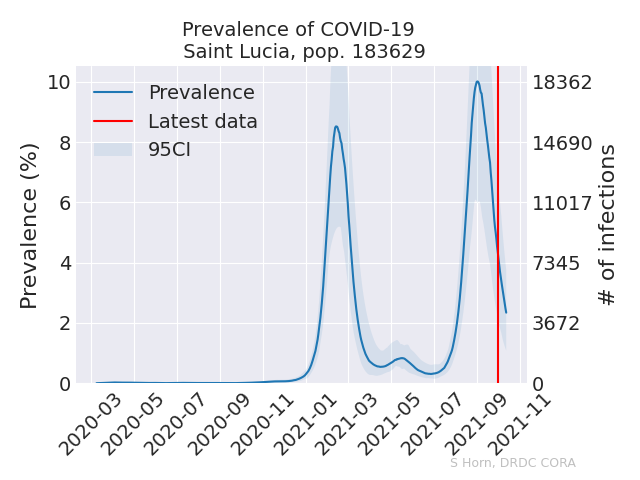 Prevalence of COVID-19
Saint Lucia, pop. 183629
Prevalence (%)
10
8
6
4
2
0
Prevalence
Latest data
95CI
18362
14690
11017
7345
3672
0
# of infections
2020-03
2020-05
2020-07
2020-09
2020-11
2021-01
2021-03
2021-05
2021-07
2021-09
2021-11
S Horn, DRDC CORA